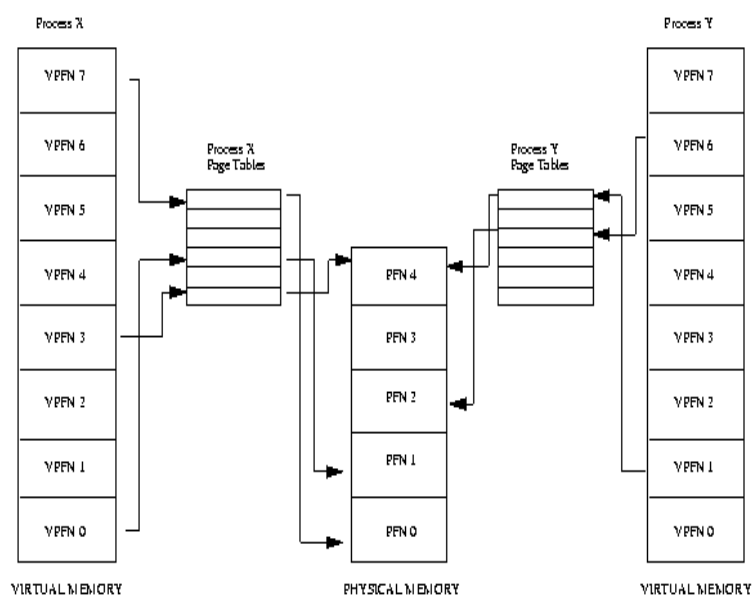 Process X
Process Y
VPFN 7
VPFN 6
VPFN 5
VPFN 4
VPFN 3
VPFN 2
VPFN 1
VPFN 0
VIRTUAL MEMORY
Process X
Page Tables
PFN 4
PFN 3
PFN 2
PFN 1
PFN 0
PHYSICAL MEMORY
Process Y
Page Tables
VPFN 7
VPFN 6
VPFN 5
VPFN 4
VPFN 3
VPFN 2
VPFN 1
VPFN 0
VIRTUAL MEMORY